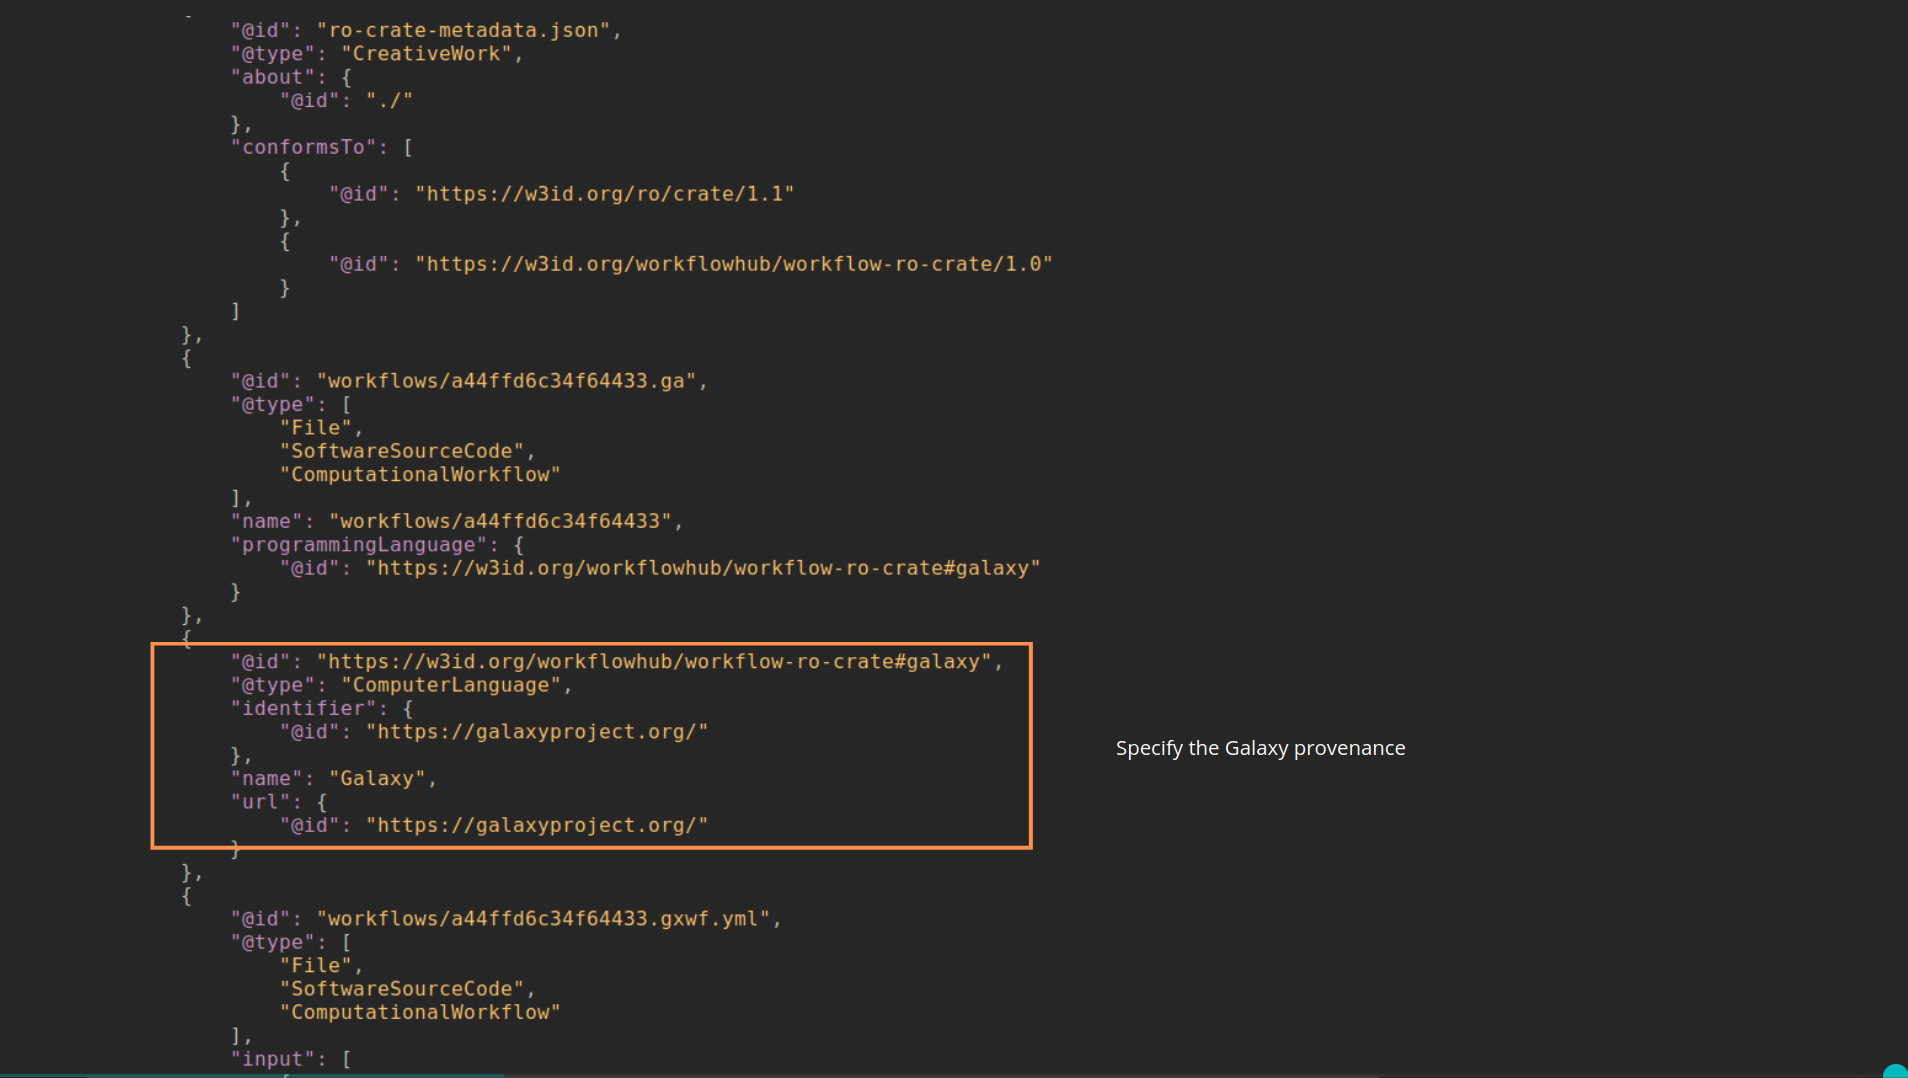 "@id": "ro-crate-metadata.json",
"@type": "CreativeWork",
"about": {
"@id": "./"
},
"conformsTo": [
{
"@id": "https://w3id.org/ro/crate/1.1"
},
{
"@id": "https://w3id.org/workflowhub/workflow-ro-crate/1.0"
}
]
},
{
"@id": "workflows/a44ffd6c34f64433.ga",
"@type": [
"File",
"SoftwareSourceCode",
"ComputationalWorkflow"
],
"name": "workflows/a44ffd6c34f64433",
"programmingLanguage": {
"@id": "https://w3id.org/workflowhub/workflow-ro-crate#galaxy"
}
},
{
"@id": "https://w3id.org/workflowhub/workflow-ro-crate#galaxy",
"@type": "ComputerLanguage",
"identifier": {
"@id": "https://galaxyproject.org/"
},
"name": "Galaxy",
"url": {
"@id": "https://galaxyproject.org/"
}
},
{
"@id": "workflows/a44ffd6c34f64433.gxwf.yml",
"@type": [
"File",
"SoftwareSourceCode",
"ComputationalWorkflow"
],
"input": [
Specify the Galaxy provenance